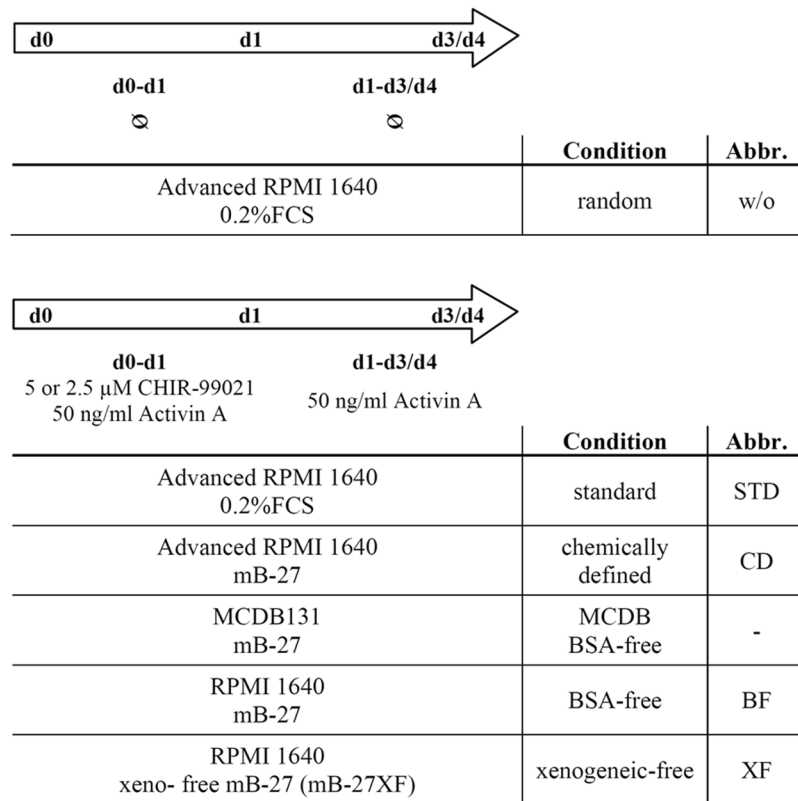 d0 d1 d3/d4
d0-d1 d1-d3/d4
Ø Ø
Condition Abbr.
Advanced RPMI 1640
0.2%FCS
random w/o
d0 d1 d3/d4
d0-d1 d1-d3/d4
5 or 2.5 µM CHIR-99021
50 ng/ml Activin A
50 ng/ml Activin A
Condition Abbr.
Advanced RPMI 1640
0.2%FCS
standard STD
Advanced RPMI 1640
mB-27
chemically
defined
CD
MCDB131
mB-27
MCDB
BSA-free
-
RPMI 1640
mB-27
BSA-free BF
RPMI 1640
xeno- free mB-27 (mB-27XF)
xenogeneic-free XF